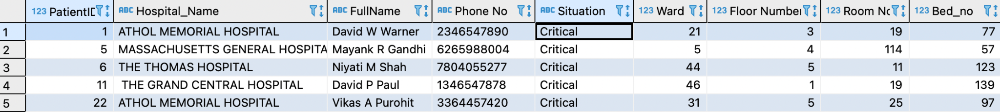 123 PatientID ABC Hospital_Name ABC FullName ABC Phone No ABC Situation 123 Ward 123 Floor Number 123 Room No 123 Bed_no
1 1 ATHOL MEMORIAL HOSPITAL David W Warner 2346547890 Critical 21 3 19 77
2 5 MASSACHUSETTS GENERAL HOSPITA Mayank R Gandhi 6265988004 Critical 5 4 114 57
3 6 THE THOMAS HOSPITAL Niyati M Shah 7804055277 Critical 44 5 11 123
4 11 THE GRAND CENTRAL HOSPITAL David P Paul 1346547878 Critical 46 1 19 139
5 22 ATHOL MEMORIAL HOSPITAL Vikas A Purohit 3364457420 Critical 31 5 25 97